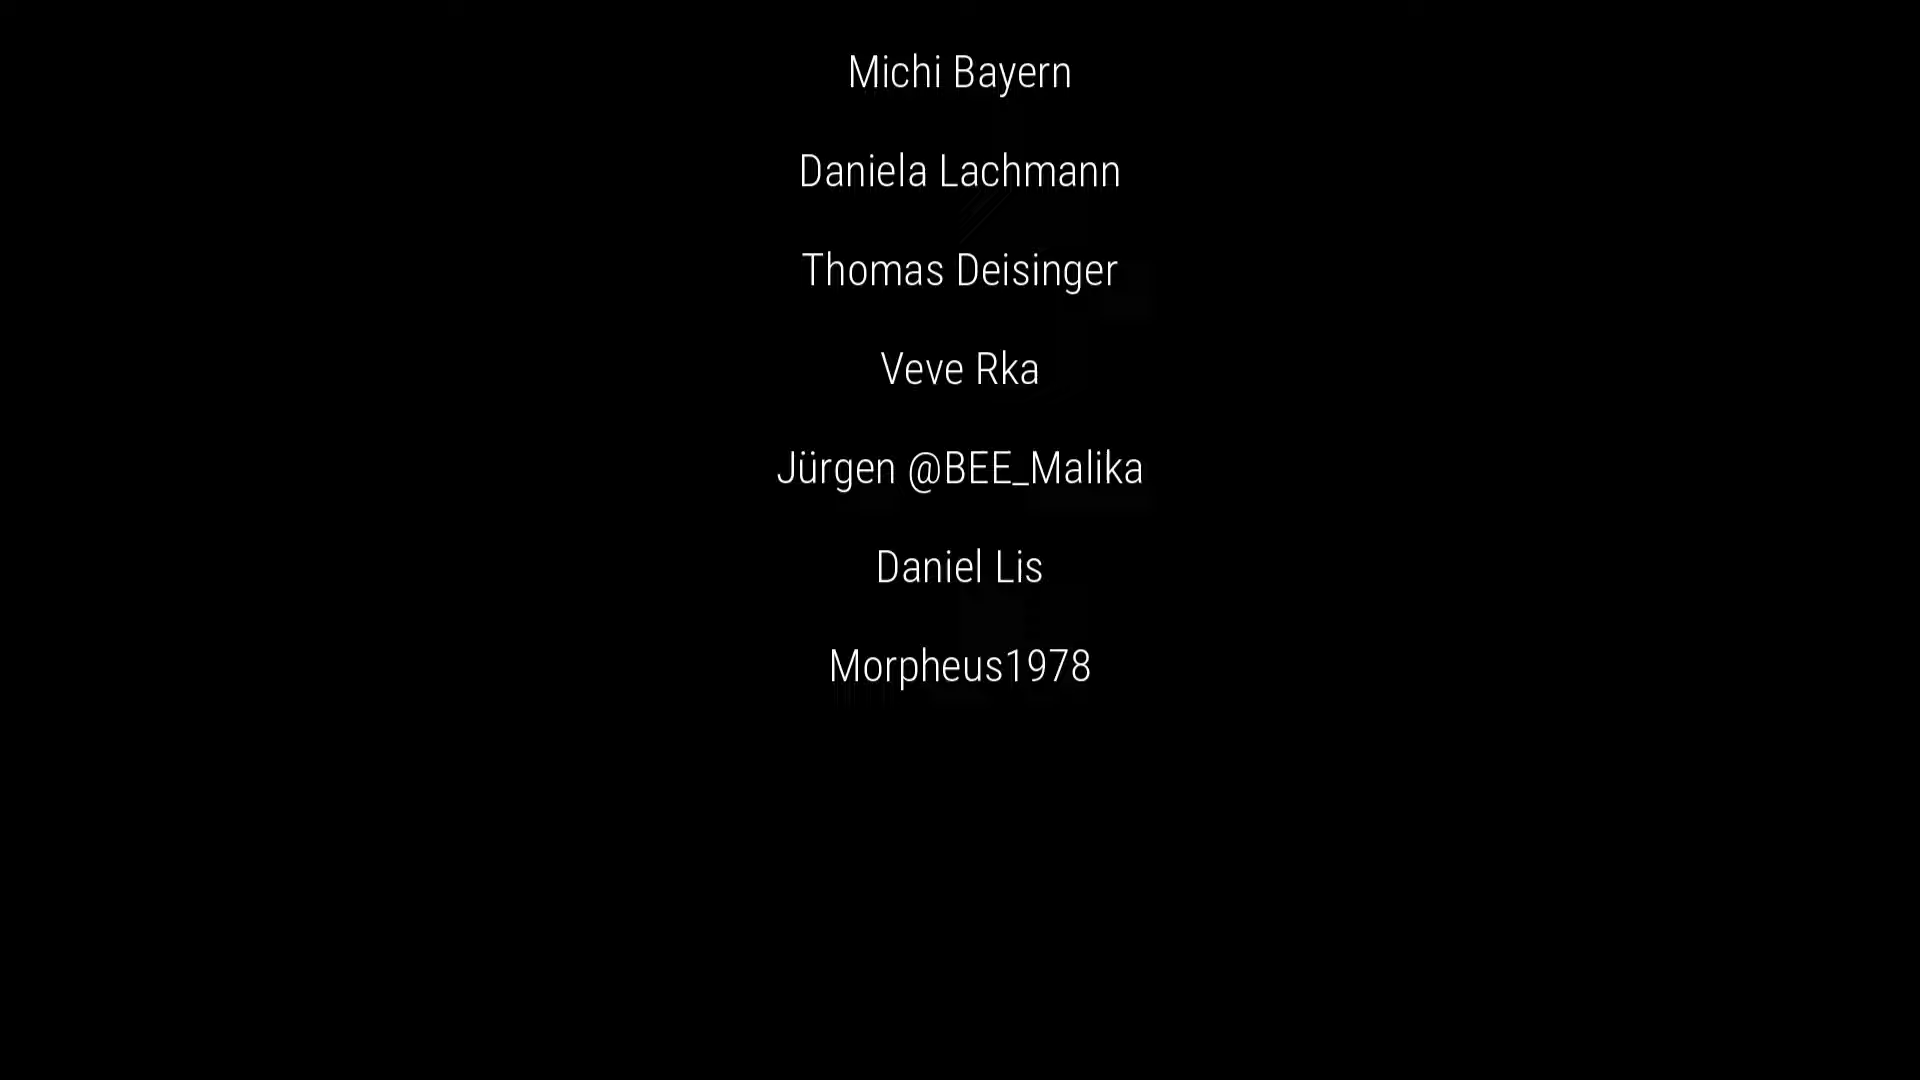 Michi Bayern
Daniela Lachmann
Thomas Deisinger
Veve Rka
Jürgen @BEE_Malika
Daniel Lis
Morpheus1978